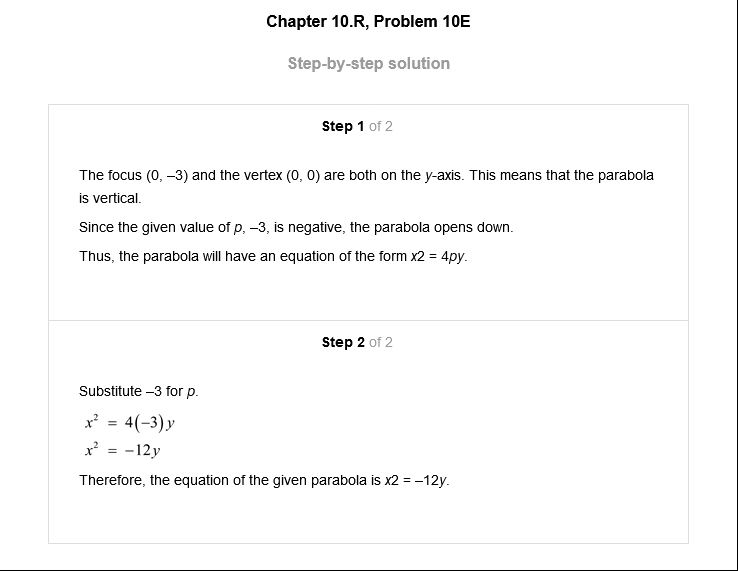 Chapter 10.R, Problem 10E
Step-by-step solution
Step 1 of 2
The focus (0, –3) and the vertex (0, 0) are both on the y-axis. This means that the parabola
is vertical.
Since the given value of p, –3, is negative, the parabola opens down.
Thus, the parabola will have an equation of the form x2 = 4py.
Step 2 of 2
Substitute –3 for p.
x² = 4(−3)y
x² = −12y
Therefore, the equation of the given parabola is x2 = –12y.